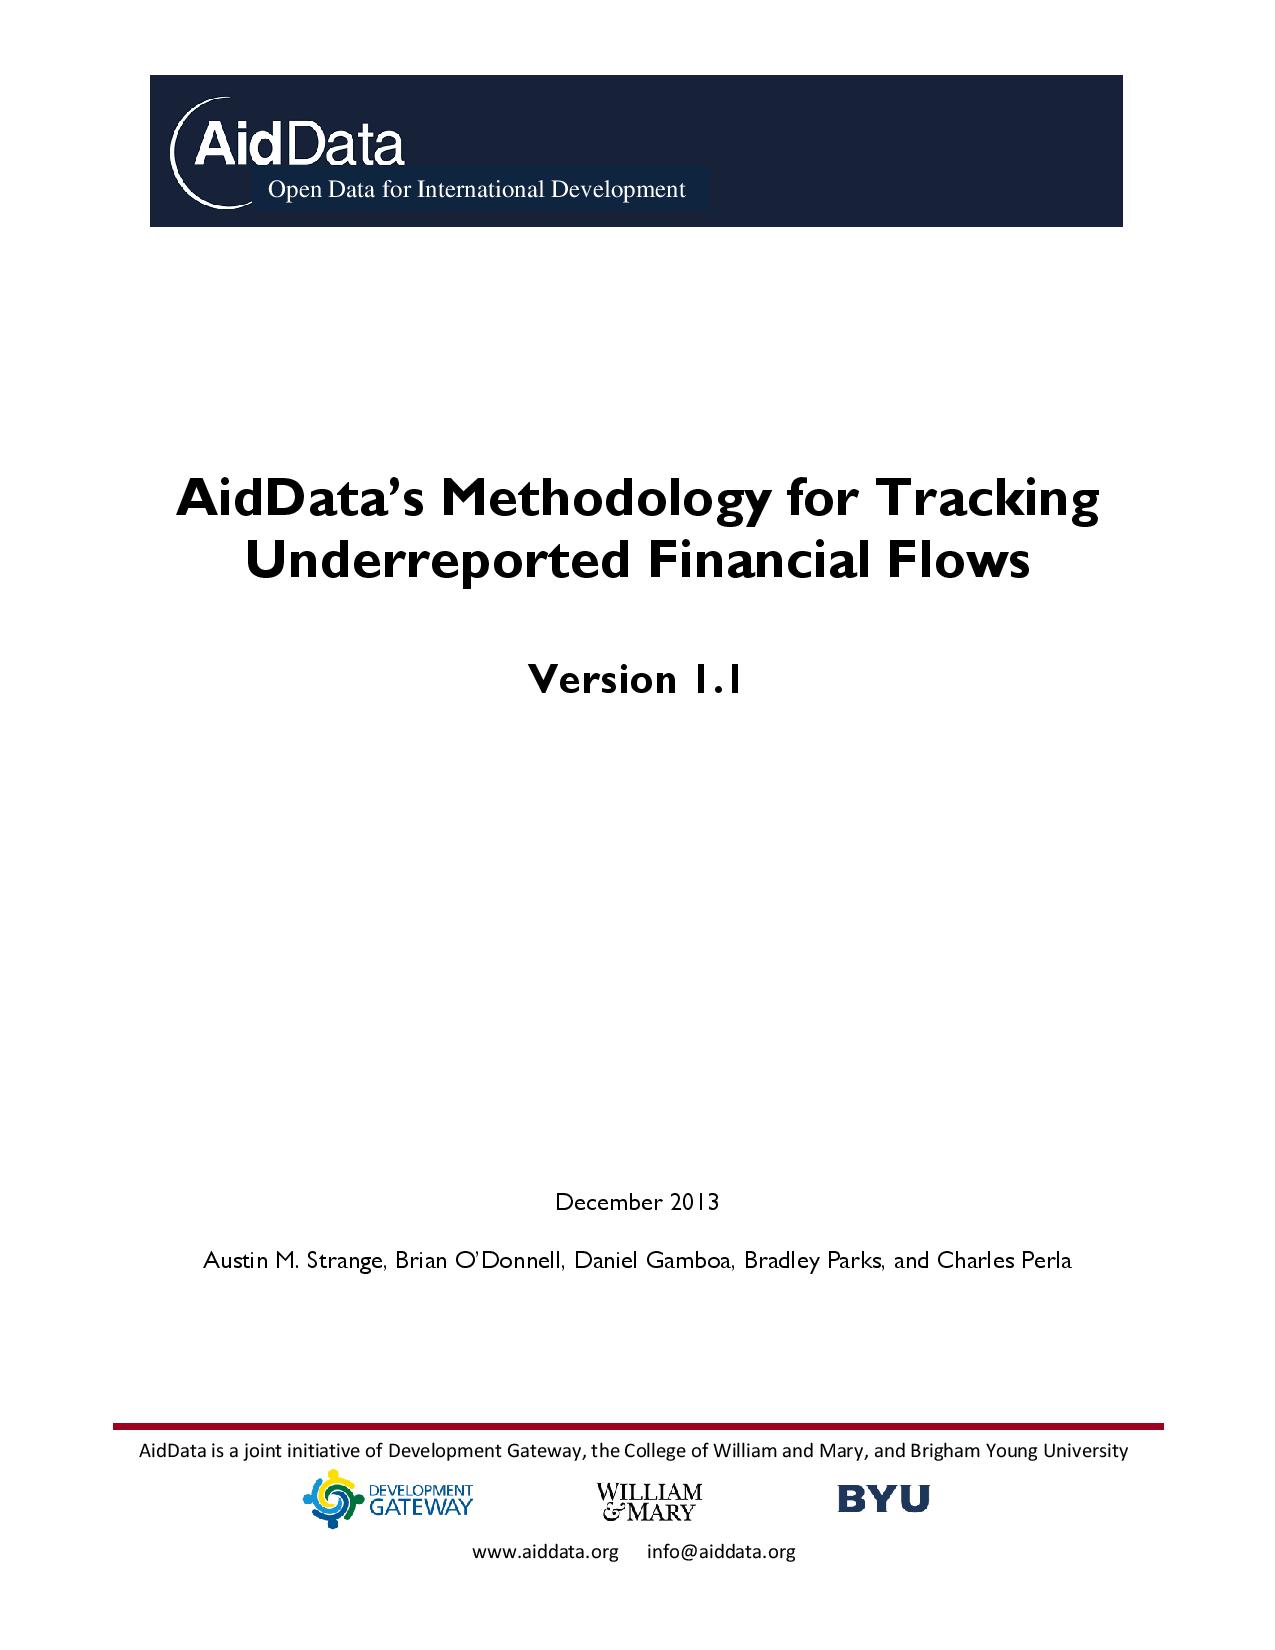 AidData
Open Data for International Development
AidData’s Methodology for Tracking
Underreported Financial Flows
Version 1.1
December 2013
Austin M. Strange, Brian O’Donnell, Daniel Gamboa, Bradley Parks, and Charles Perla
AidData is a joint initiative of Development Gateway, the College of William and Mary, and Brigham Young University
DEVELOPMENT
GATEWAY
WILLIAM
& MARY
BYU
www.aiddata.org info@aiddata.org